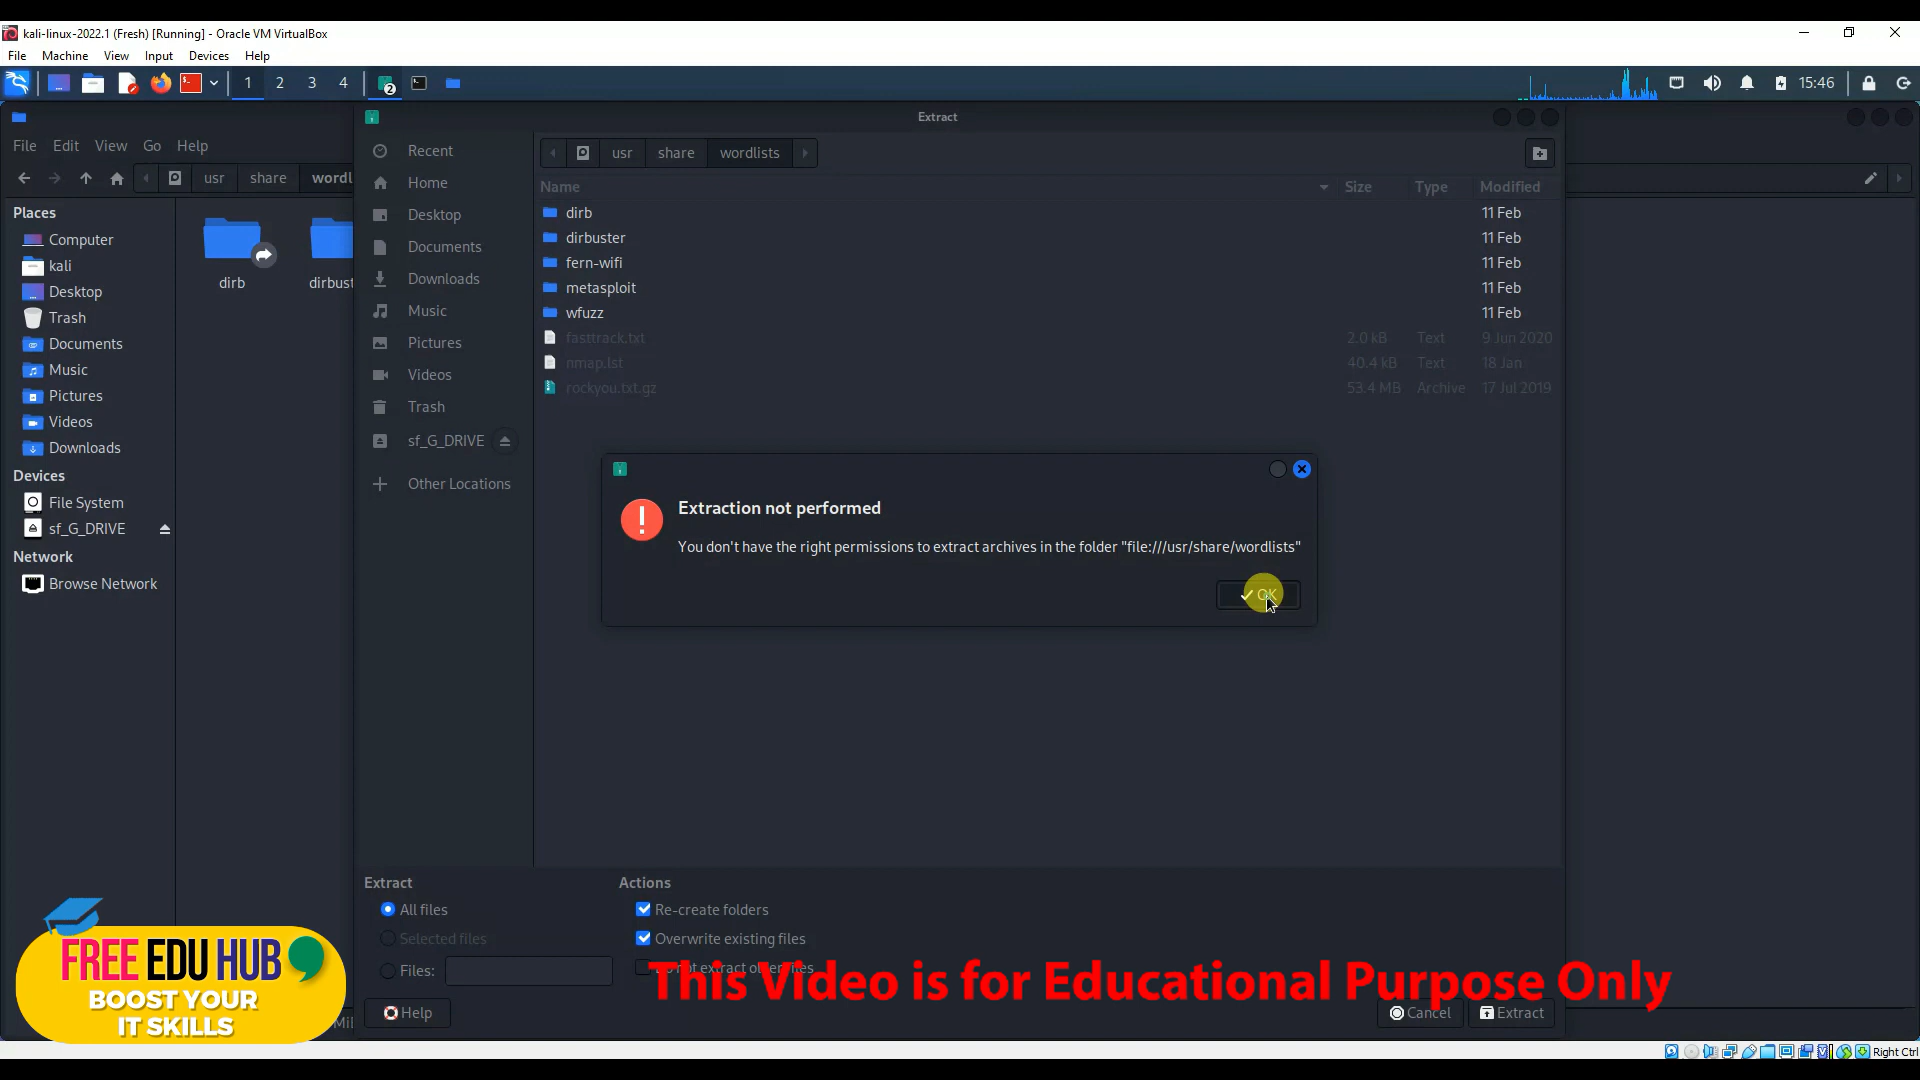 kali-linux-2022.1 (Fresh) [Running] - Oracle VM VirtualBox
File Machine View Input Devices Help
1 2 3 4 2 15:46
Extract
File Edit View Go Help
usr share wordl
Places
Computer
kali
Desktop
Trash
Documents
Music
Pictures
Videos
Downloads
Devices
File System
sf_G_DRIVE
Network
Browse Network
dirb dirbust
Recent
Home
Desktop
Documents
Downloads
Music
Pictures
Videos
Trash
sf_G_DRIVE
Other Locations
usr share wordlists
Name Size Type Modified
dirb 11 Feb
dirbuster 11 Feb
fern-wifi 11 Feb
metasploit 11 Feb
wfuzz 11 Feb
fasttrack.txt 2.0 kB Text 9 Jun 2020
nmap.lst 40.4 kB Text 18 Jan
rockyou.txt.gz 53.4 MB Archive 17 Jul 2019
Extraction not performed
You don't have the right permissions to extract archives in the folder "file:///usr/share/wordlists"
OK
Extract
All files
Selected files
Files:
Actions
Re-create folders
Overwrite existing files
Do not extract older files
Help
Cancel Extract
This Video is for Educational Purpose Only
FREE EDU HUB
BOOST YOUR
IT SKILLS
Right Ctrl